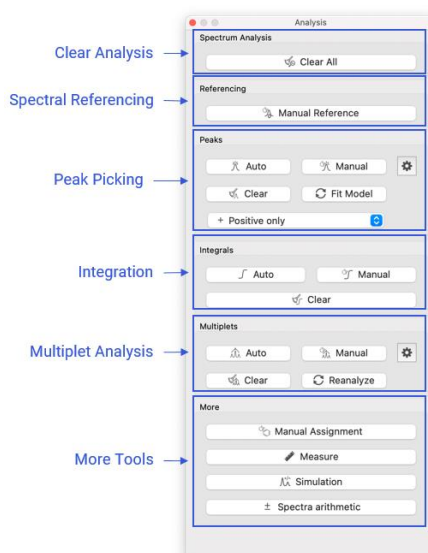 Analysis
Clear Analysis
Spectrum Analysis
Clear All
Spectral Referencing
Referencing
Manual Reference
Peak Picking
Peaks
Auto Manual
Clear Fit Model
+ Positive only
Integration
Integrals
Auto Manual
Clear
Multiplet Analysis
Multiplets
Auto Manual
Clear Reanalyze
More Tools
More
Manual Assignment
Measure
Simulation
± Spectra arithmetic